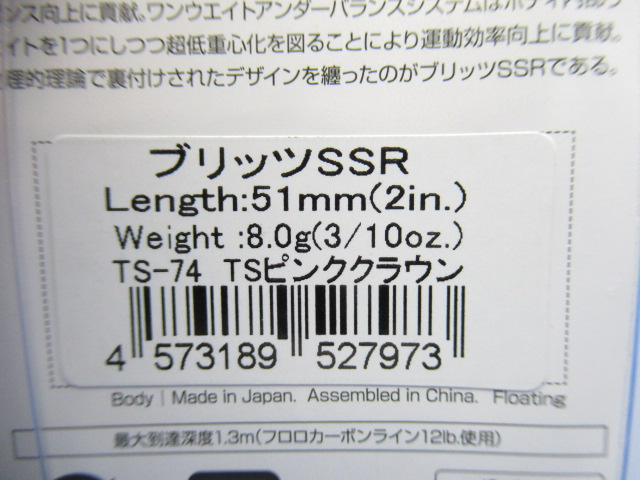 ンス向上に貢献。ワンウエイトアンダーバランスシステムはボディ内部
イトを1つにしつつ超低重心化を図ることにより運動効率向上に貢献。
理的理論で裏付けされたデザインを纏ったのがブリッツSSRである。
ブリッツSSR
Length:51mm(2in.)
Weight :8.0g(3/10oz.)
TS-74 TSピンククラウン
4 573189 527973
Body | Made in Japan. Assembled in China. Floating
最大到達深度1.3m(フロロカーボンライン12lb.使用)